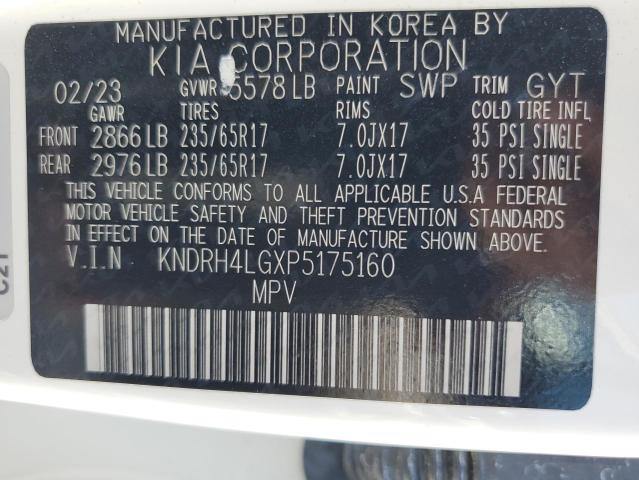 MANUFACTURED IN KOREA BY
KIA CORPORATION
02/23 GVWR 5578 LB PAINT SWP TRIM GYT
GAWR TIRES RIMS COLD TIRE INFL
FRONT 2866 LB 235/65R17 7.0JX17 35 PSI SINGLE
REAR 2976 LB 235/65R17 7.0JX17 35 PSI SINGLE
THIS VEHICLE CONFORMS TO ALL APPLICABLE U.S.A FEDERAL
MOTOR VEHICLE SAFETY AND THEFT PREVENTION STANDARDS
IN EFFECT ON THE DATE OF MANUFACTURE SHOWN ABOVE.
V.I.N KNDRH4LGXP5175160
MPV
CZ1